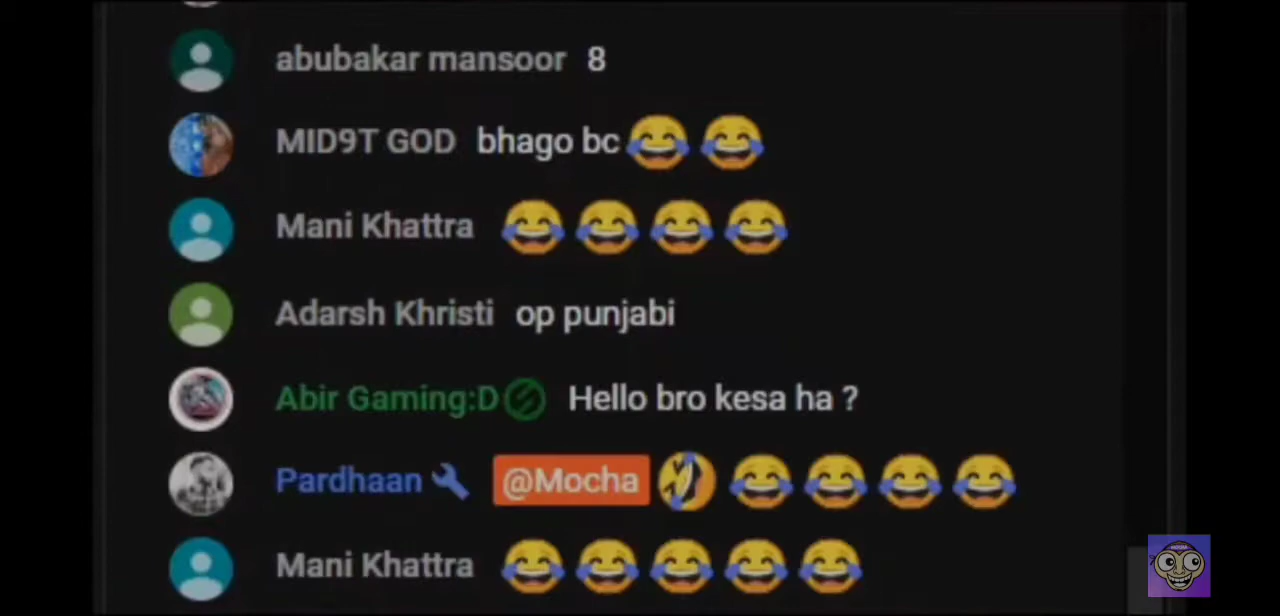 abubakar mansoor 8
MID9T GOD bhago bc😂😂
Mani Khattra 😂😂😂😂
Adarsh Khristi op punjabi
Abir Gaming:D Hello bro kesa ha ?
Pardhaan @Mocha 🤣😂😂😂😂
Mani Khattra 😂😂😂😂😂